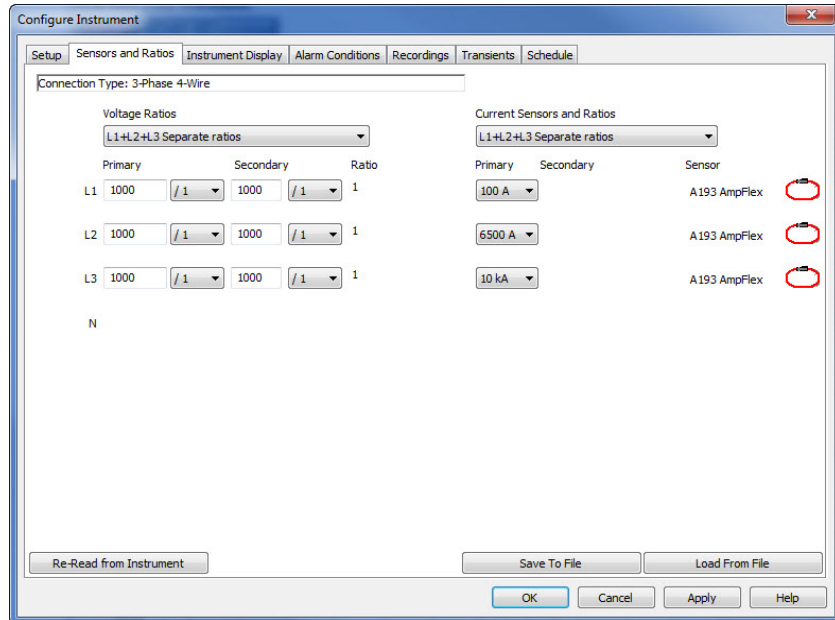 Configure Instrument
Setup Sensors and Ratios Instrument Display Alarm Conditions Recordings Transients Schedule
Connection Type: 3-Phase 4-Wire
Voltage Ratios Current Sensors and Ratios
L1+L2+L3 Separate ratios L1+L2+L3 Separate ratios
Primary Secondary Ratio Primary Secondary Sensor
L1 1000 / 1 1000 / 1 1 100 A A193 AmpFlex
L2 1000 / 1 1000 / 1 1 6500 A A193 AmpFlex
L3 1000 / 1 1000 / 1 1 10 kA A193 AmpFlex
N
Re-Read from Instrument Save To File Load From File
OK Cancel Apply Help